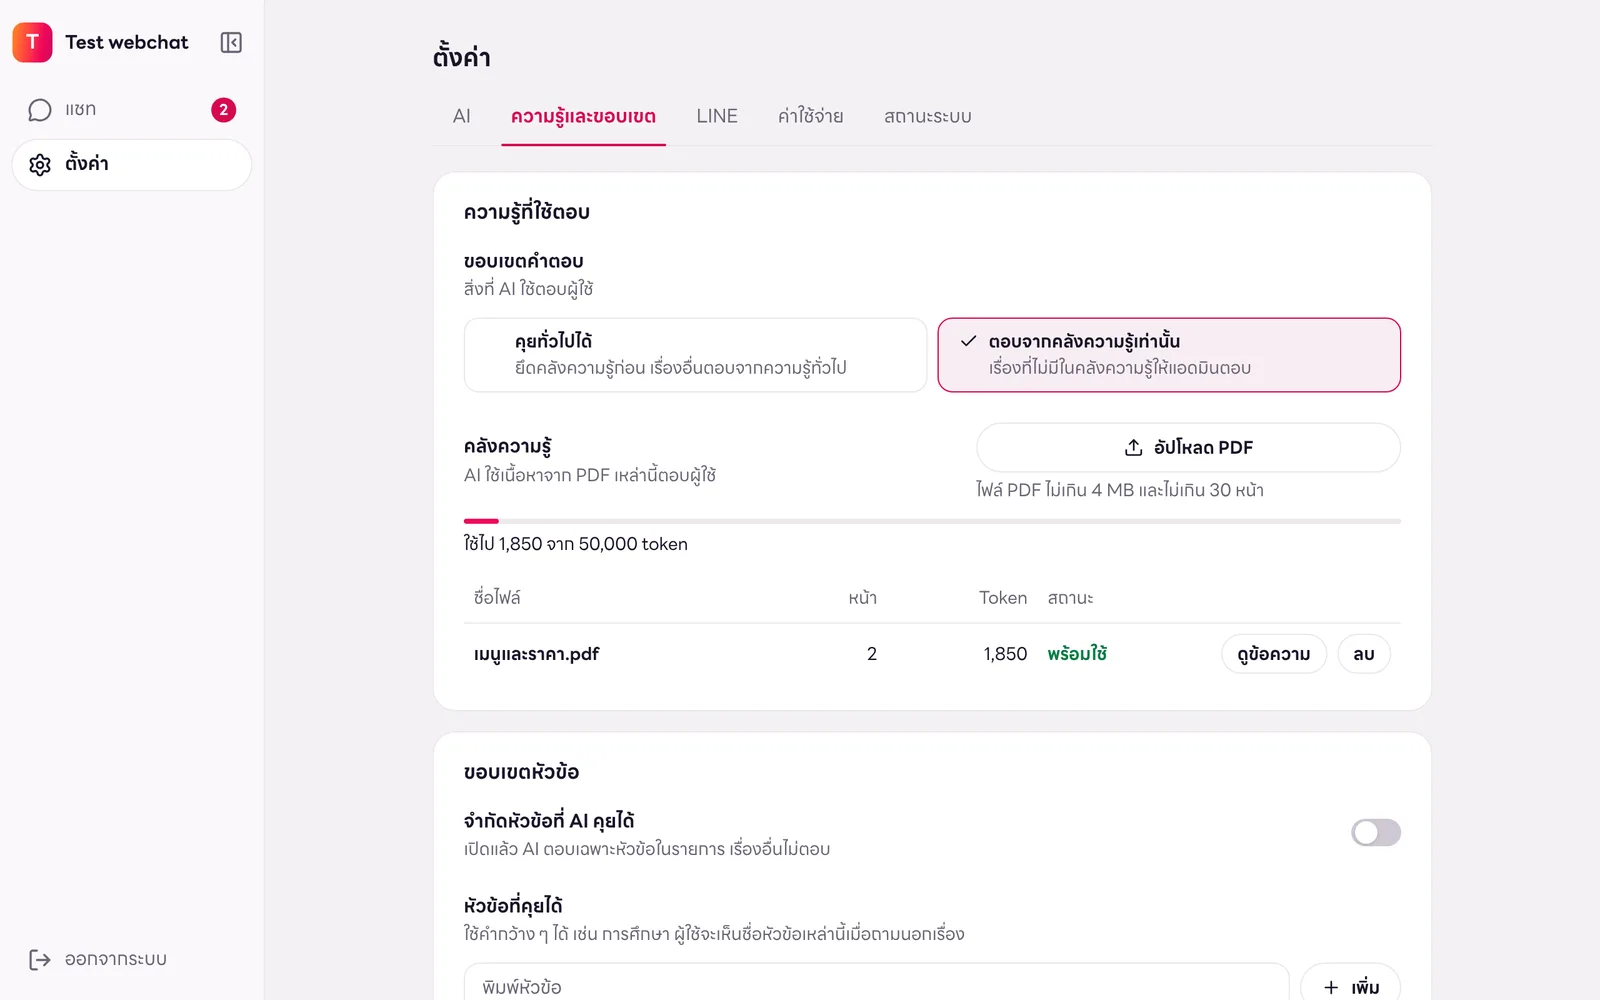 T Test webchat
แชท 2
ตั้งค่า
ออกจากระบบ
ตั้งค่า
AI ความรู้และขอบเขต LINE ค่าใช้จ่าย สถานะระบบ
ความรู้ที่ใช้ตอบ
ขอบเขตคำตอบ
สิ่งที่ AI ใช้ตอบผู้ใช้
คุยทั่วไปได้
ยึดคลังความรู้ก่อน เรื่องอื่นตอบจากความรู้ทั่วไป
ตอบจากคลังความรู้เท่านั้น
เรื่องที่ไม่มีในคลังความรู้ให้แอดมินตอบ
คลังความรู้
AI ใช้เนื้อหาจาก PDF เหล่านี้ตอบผู้ใช้
อัปโหลด PDF
ไฟล์ PDF ไม่เกิน 4 MB และไม่เกิน 30 หน้า
ใช้ไป 1,850 จาก 50,000 token
ชื่อไฟล์ หน้า Token สถานะ
เมนูและราคา.pdf 2 1,850 พร้อมใช้ ดูข้อความ ลบ
ขอบเขตหัวข้อ
จำกัดหัวข้อที่ AI คุยได้
เปิดแล้ว AI ตอบเฉพาะหัวข้อในรายการ เรื่องอื่นไม่ตอบ
หัวข้อที่คุยได้
ใช้คำกว้าง ๆ ได้ เช่น การศึกษา ผู้ใช้จะเห็นชื่อหัวข้อเหล่านี้เมื่อถามนอกเรื่อง
พิมพ์หัวข้อ
+ เพิ่ม